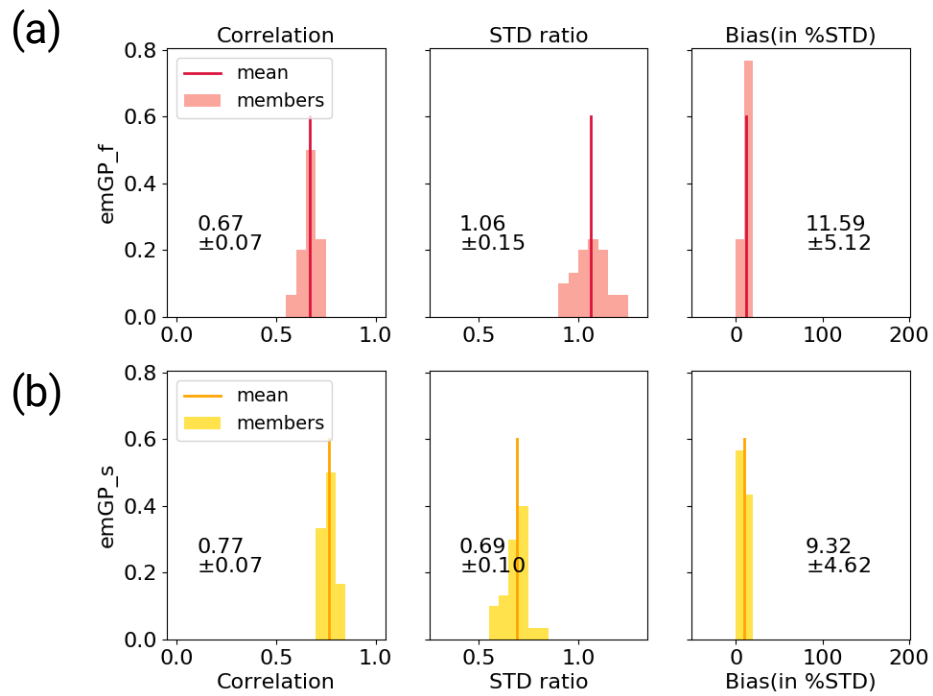 (a)
Correlation
STD ratio
Bias(in %STD)
emGP_f
0.8
0.6
0.4
0.2
0.0
mean
members
0.67
±0.07
0.0
0.5
1.0
1.06
±0.15
0.5
1.0
11.59
±5.12
0
100
200
(b)
emGP_s
0.8
0.6
0.4
0.2
0.0
mean
members
0.77
±0.07
0.0
0.5
1.0
Correlation
0.69
±0.10
0.5
1.0
STD ratio
9.32
±4.62
0
100
200
Bias(in %STD)